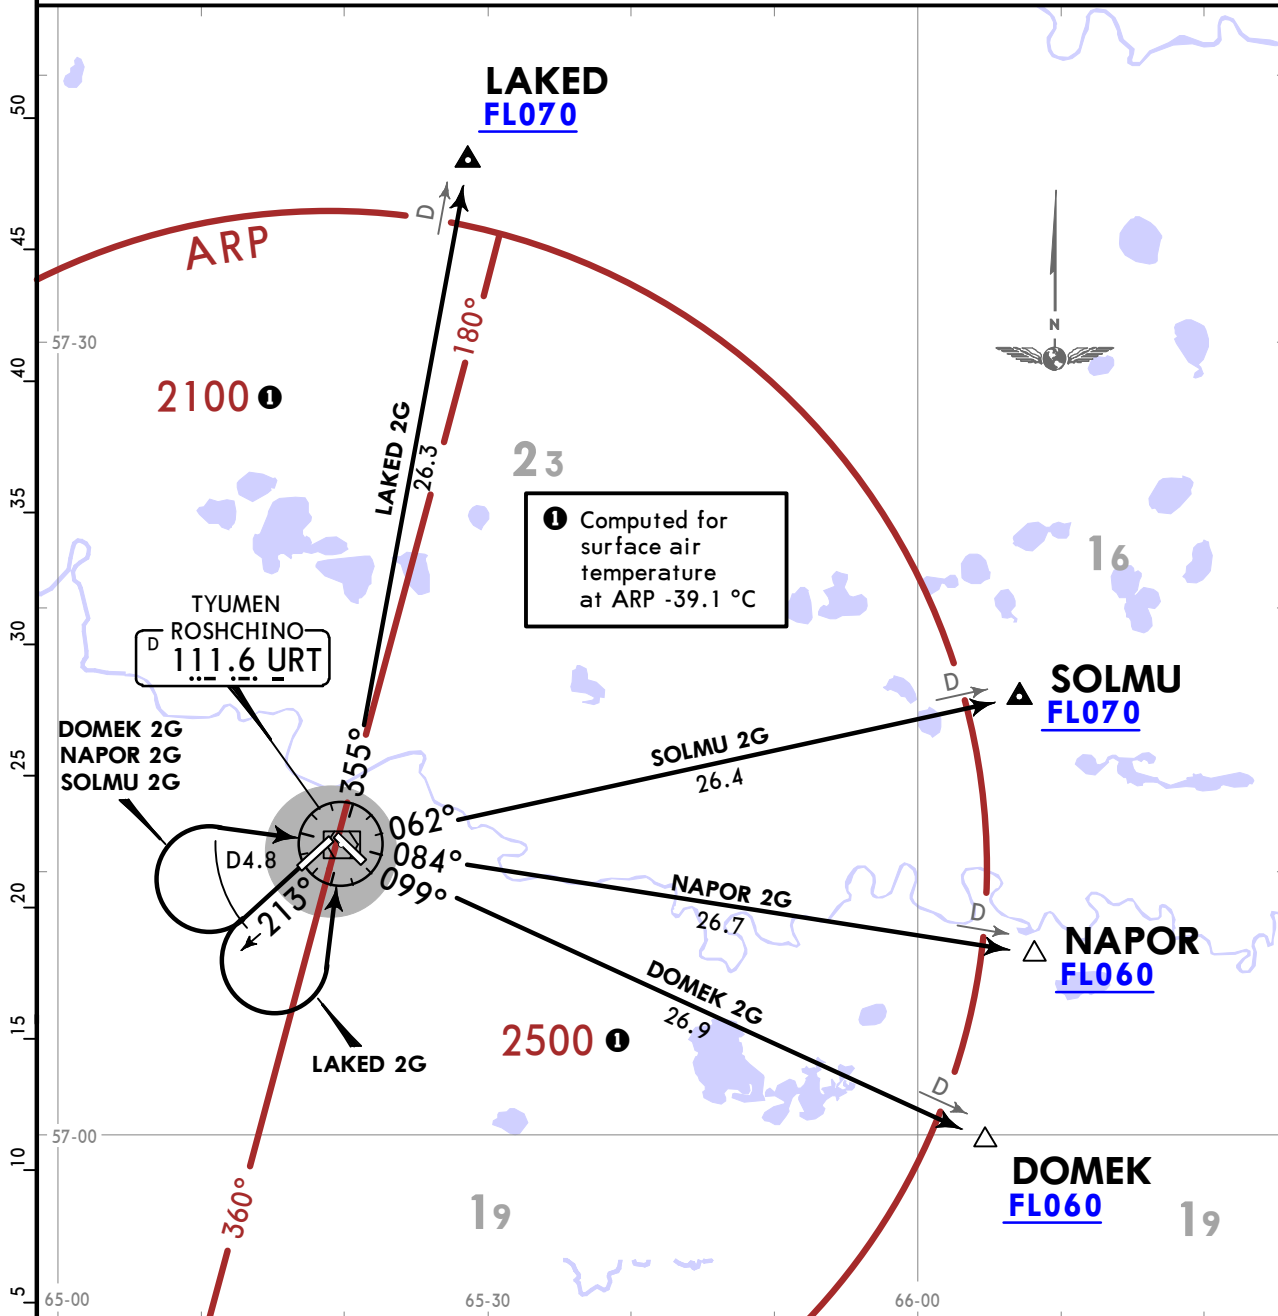 LAKED
FL070
50
D
45
ARP
N
180°
57-30
40
2100 1
LAKED 2G
26.3
23
35
1 Computed for
surface air
temperature
at ARP -39.1 °C
16
TYUMEN
ROSHCHINO
D 111.6 URT
30
D
SOLMU
FL070
DOMEK 2G
NAPOR 2G
SOLMU 2G
25
355°
SOLMU 2G
26.4
062°
084°
099°
D4.8
213°
20
NAPOR 2G
26.7
D
NAPOR
FL060
DOMEK 2G
26.9
15
2500 1
LAKED 2G
D
57-00
10
DOMEK
FL060
360°
19
19
5
65-00
65-30
66-00